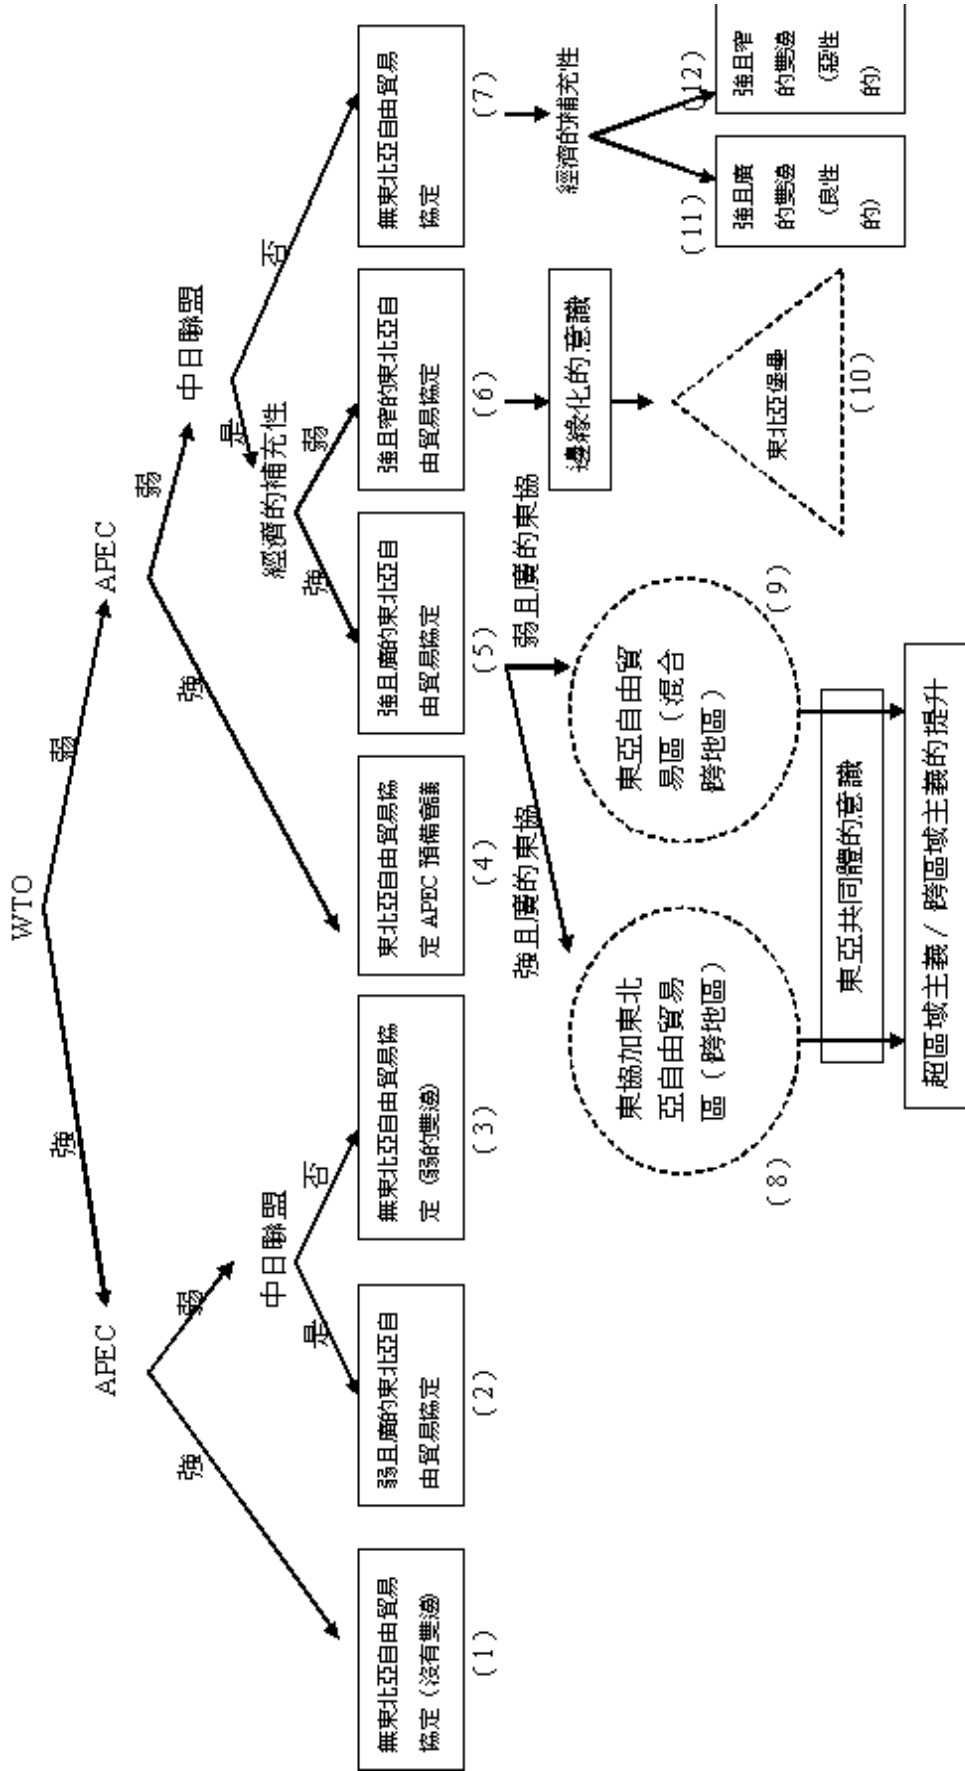 WTO
強
弱
APEC
APEC
強
弱
強
弱
中日聯盟
中日聯盟
是
否
是
否
經濟的補充性
強
弱
無東北亞自由貿易
協定（沒有雙邊）
(1)
弱且廣的東北亞自
由貿易協定
(2)
無東北亞自由貿易協
定（弱的雙邊）
(3)
東北亞自由貿易協
定 APEC 預備會議
(4)
強且廣的東北亞自
由貿易協定
(5)
強且窄的東北亞自
由貿易協定
(6)
無東北亞自由貿易
協定
(7)
強且廣的東協
弱且廣的東協
邊緣化的意識
經濟的補充性
東協加東北
亞自由貿易
區（跨地區）
(8)
東亞自由貿
易區（混合
跨地區）
(9)
東北亞堡壘
(10)
(11)
強且廣
的雙邊
（良性
的）
(12)
強且窄
的雙邊
（惡性
的）
東亞共同體的意識
超區域主義 / 跨區域主義的提升